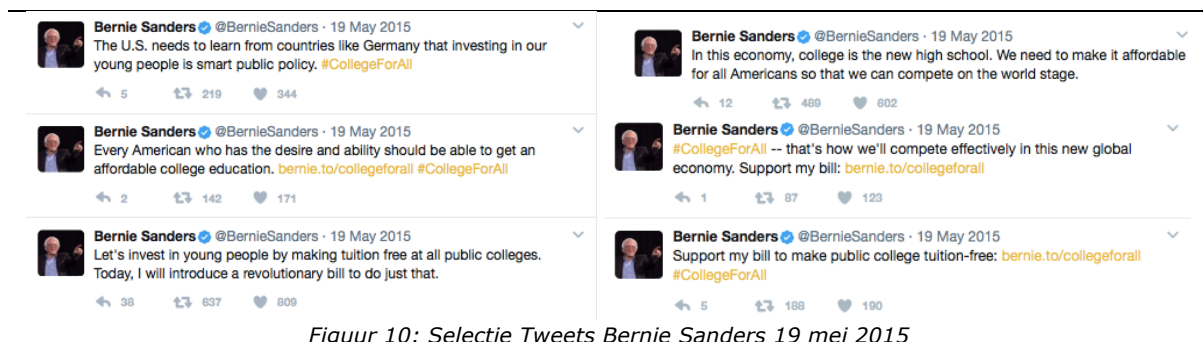 Bernie Sanders @BernieSanders · 19 May 2015
The U.S. needs to learn from countries like Germany that investing in our
young people is smart public policy. #CollegeForAll
5 219 344
Bernie Sanders @BernieSanders · 19 May 2015
Every American who has the desire and ability should be able to get an
affordable college education. bernie.to/collegeforall #CollegeForAll
2 142 171
Bernie Sanders @BernieSanders · 19 May 2015
Let's invest in young people by making tuition free at all public colleges.
Today, I will introduce a revolutionary bill to do just that.
38 637 809
Bernie Sanders @BernieSanders · 19 May 2015
In this economy, college is the new high school. We need to make it affordable
for all Americans so that we can compete on the world stage.
12 489 602
Bernie Sanders @BernieSanders · 19 May 2015
#CollegeForAll -- that's how we'll compete effectively in this new global
economy. Support my bill: bernie.to/collegeforall
1 87 123
Bernie Sanders @BernieSanders · 19 May 2015
Support my bill to make public college tuition-free: bernie.to/collegeforall
#CollegeForAll
5 188 190
Figuur 10: Selectie Tweets Bernie Sanders 19 mei 2015